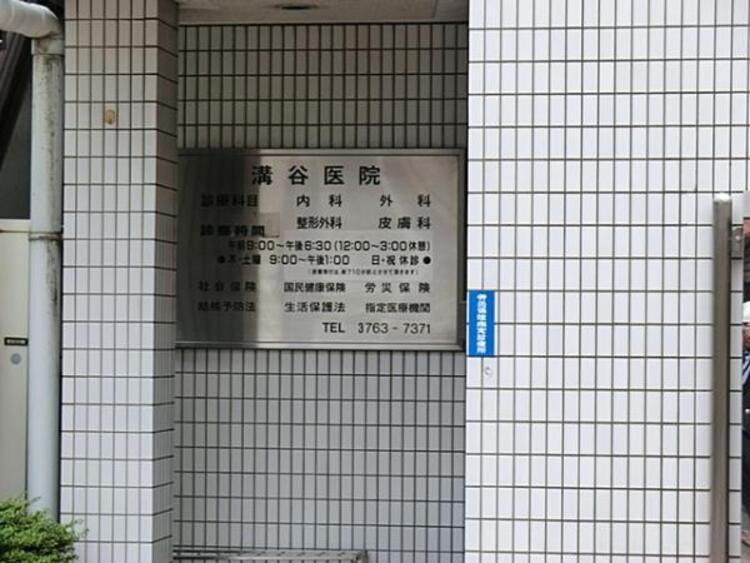 溝谷医院
診療科目 内科 外科
整形外科 皮膚科
診療時間
午前9:00～午後6:30 (12:00～3:00休憩)
●木・土曜 9:00～午後1:00 日・祝 休診●
社会保険 国民健康保険 労災保険
結核予防法 生活保護法 指定医療機関
TEL 3763-7371